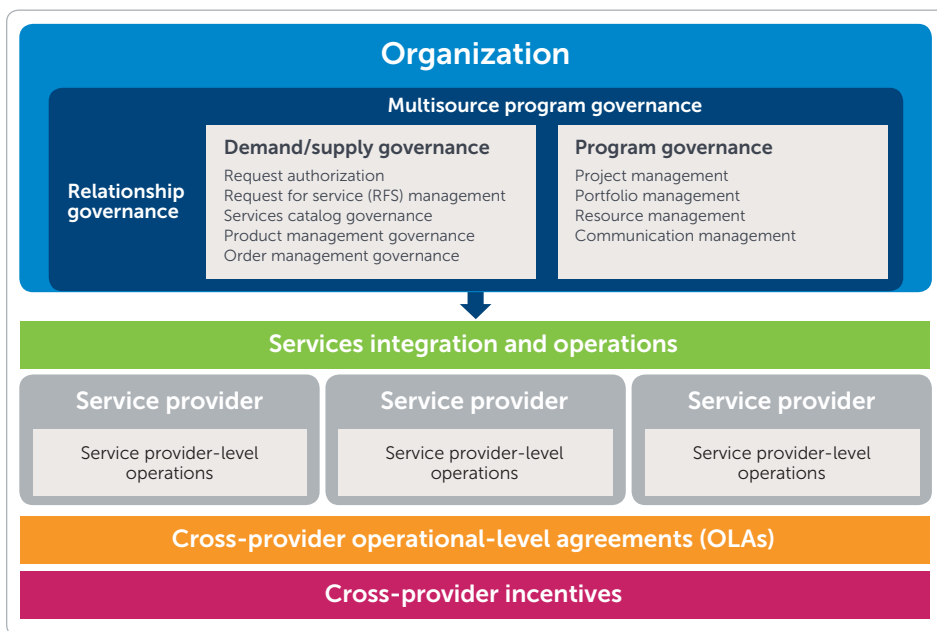 Organization
Multisource program governance
Relationship
governance
Demand/supply governance
Request authorization
Request for service (RFS) management
Services catalog governance
Product management governance
Order management governance
Program governance
Project management
Portfolio management
Resource management
Communication management
Services integration and operations
Service provider
Service provider-level
operations
Service provider
Service provider-level
operations
Service provider
Service provider-level
operations
Cross-provider operational-level agreements (OLAs)
Cross-provider incentives